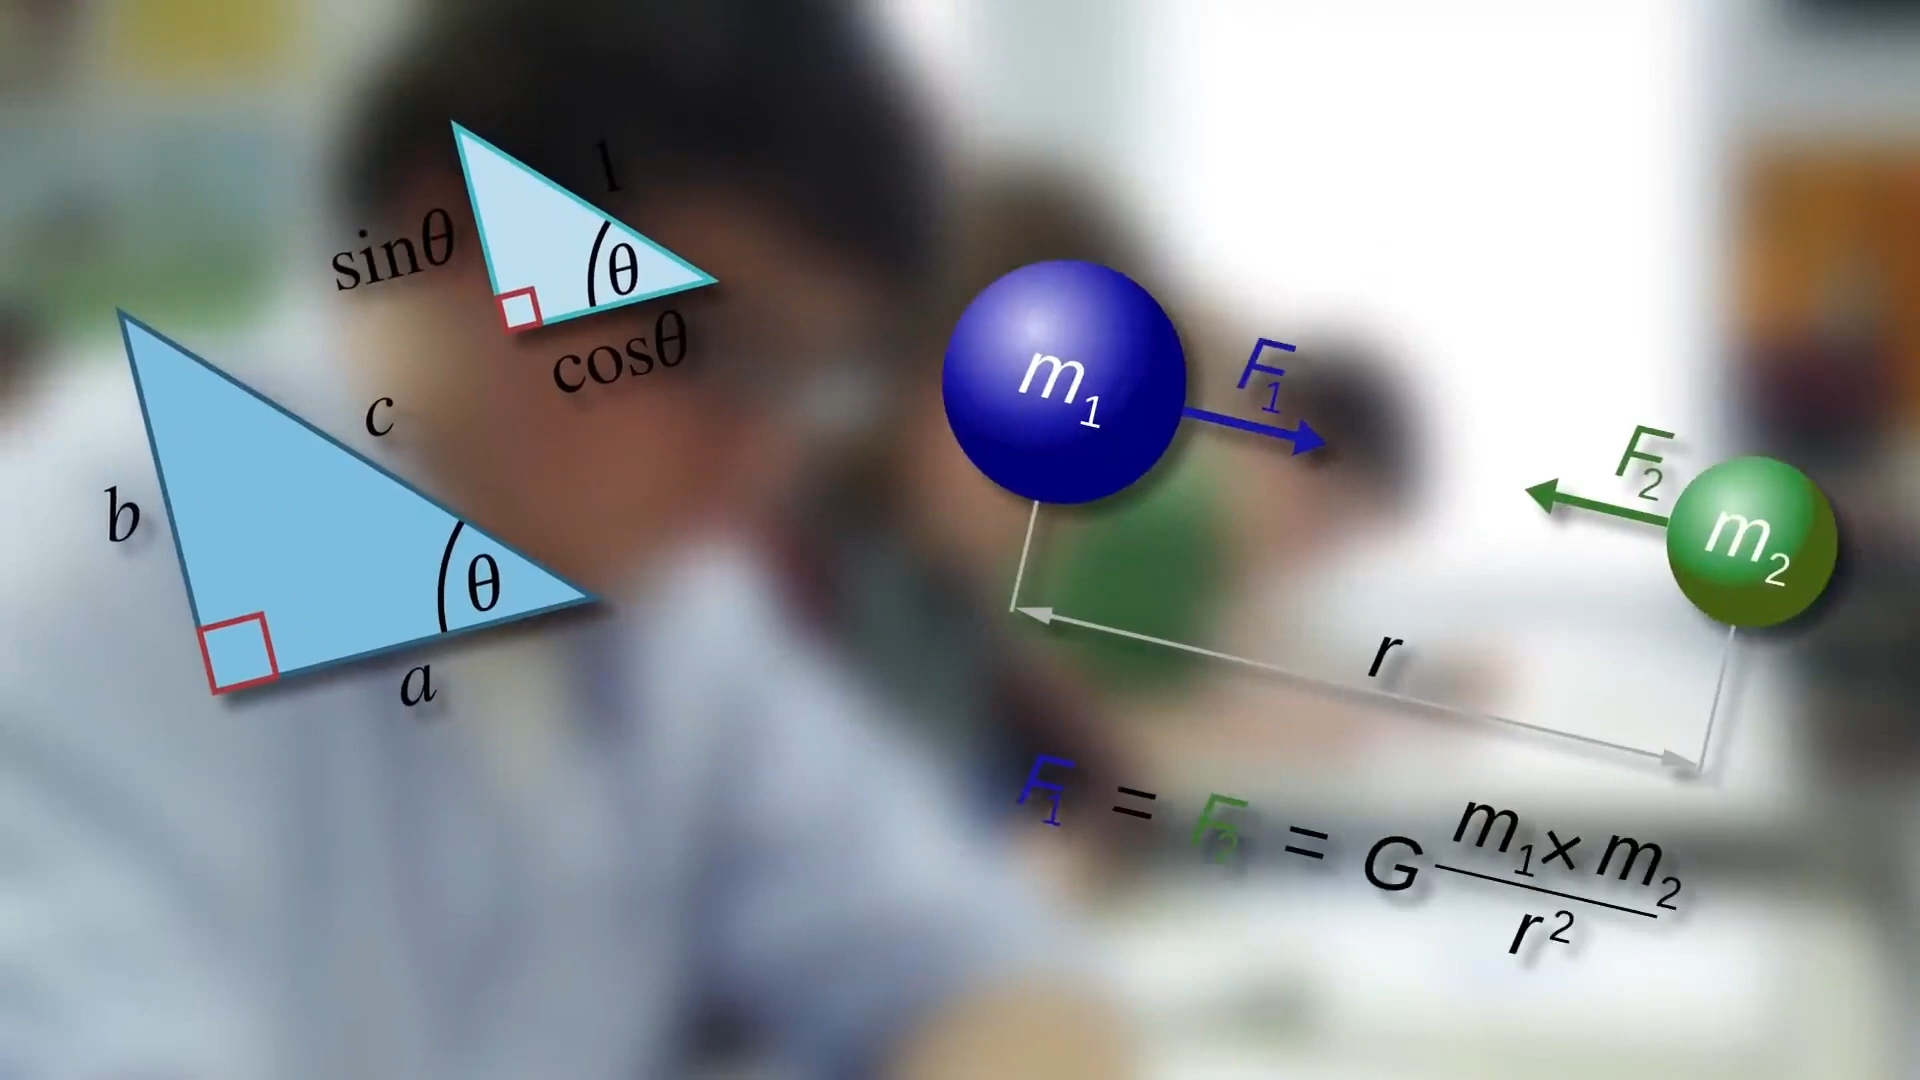 1
sinθ
θ
cosθ
c
b
θ
a
m₁
F₁
F₂
m₂
r
F₁ = F₂ = G m₁ × m₂ / r²